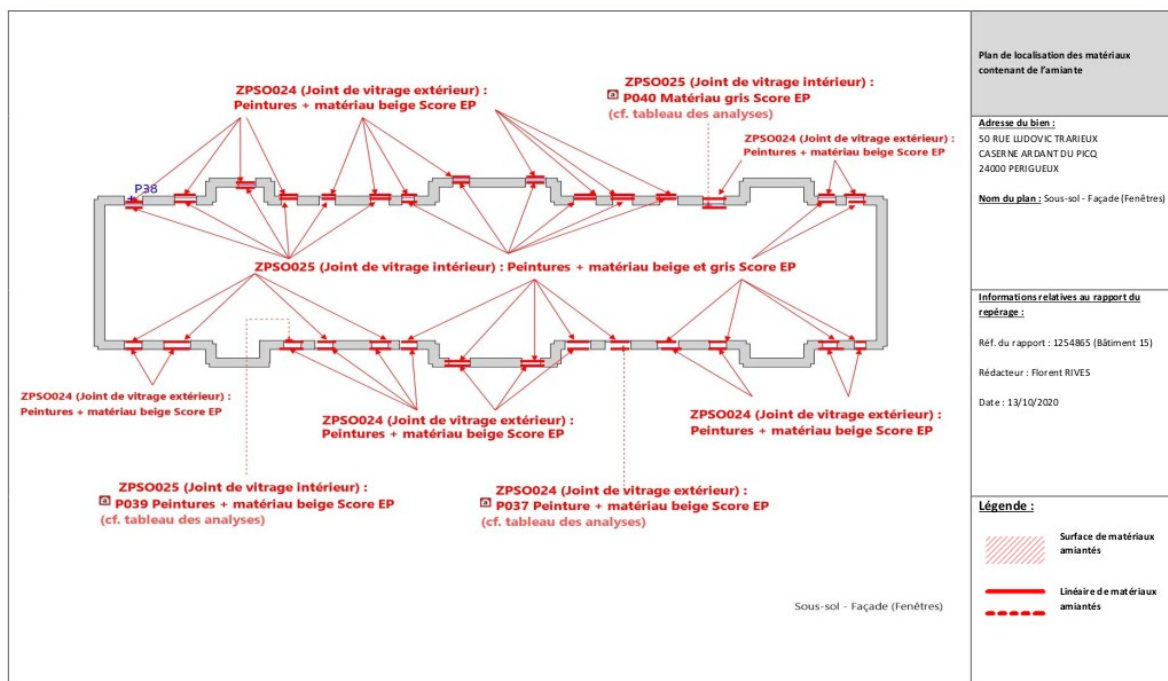 ZPSO024 (Joint de vitrage extérieur) :
Peintures + matériau beige Score EP
ZPSO025 (Joint de vitrage intérieur) :
a P040 Matériau gris Score EP
(cf. tableau des analyses)
ZPSO024 (Joint de vitrage extérieur) :
Peintures + matériau beige Score EP
P38
ZPSO025 (Joint de vitrage intérieur) : Peintures + matériau beige et gris Score EP
ZPSO024 (Joint de vitrage extérieur) :
Peintures + matériau beige Score EP
ZPSO024 (Joint de vitrage extérieur) :
Peintures + matériau beige Score EP
ZPSO024 (Joint de vitrage extérieur) :
Peintures + matériau beige Score EP
ZPSO025 (Joint de vitrage intérieur) :
a P039 Peintures + matériau beige Score EP
(cf. tableau des analyses)
ZPSO024 (Joint de vitrage extérieur) :
a P037 Peinture + matériau beige Score EP
(cf. tableau des analyses)
Sous-sol - Façade (Fenêtres)
Plan de localisation des matériaux
contenant de l'amiante
Adresse du bien :
50 RUE LUDOVIC TRARIEUX
CASERNE ARDANT DU PICQ
24000 PERIGUEUX
Nom du plan : Sous-sol - Façade (Fenêtres)
Informations relatives au rapport du
repérage :
Réf. du rapport : 1254865 (Bâtiment 15)
Rédacteur : Florent RIVES
Date : 13/10/2020
Légende :
Surface de matériaux
amiantés
Linéaire de matériaux
amiantés